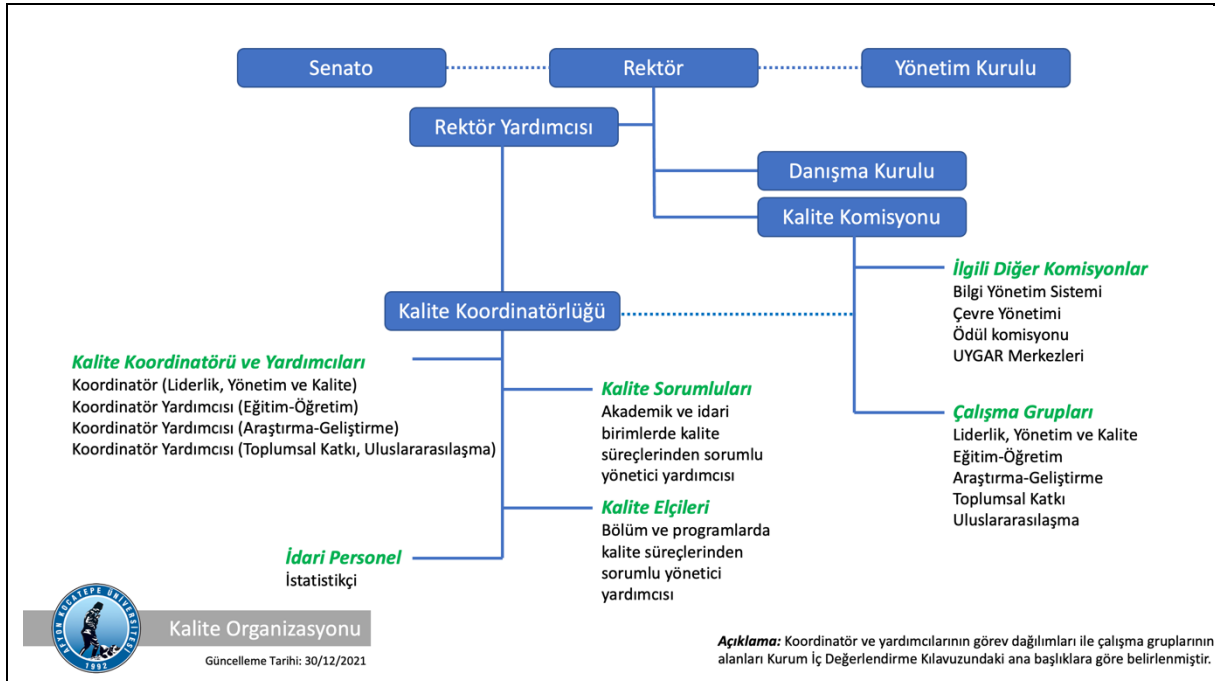 Senato
Rektör
Yönetim Kurulu
Rektör Yardımcısı
Danışma Kurulu
Kalite Komisyonu
İlgili Diğer Komisyonlar
Bilgi Yönetim Sistemi
Çevre Yönetimi
Ödül komisyonu
UYGAR Merkezleri
Kalite Koordinatörlüğü
Kalite Koordinatörü ve Yardımcıları
Koordinatör (Liderlik, Yönetim ve Kalite)
Koordinatör Yardımcısı (Eğitim-Öğretim)
Koordinatör Yardımcısı (Araştırma-Geliştirme)
Koordinatör Yardımcısı (Toplumsal Katkı, Uluslararasılaşma)
Kalite Sorumluları
Akademik ve idari
birimlerde kalite
süreçlerinden sorumlu
yönetici yardımcısı
Çalışma Grupları
Liderlik, Yönetim ve Kalite
Eğitim-Öğretim
Araştırma-Geliştirme
Toplumsal Katkı
Uluslararasılaşma
Kalite Elçileri
Bölüm ve programlarda
kalite süreçlerinden
sorumlu yönetici
yardımcısı
İdari Personel
İstatistikçi
AFYON KOCATEPE ÜNİVERSİTESİ
1992
Kalite Organizasyonu
Güncelleme Tarihi: 30/12/2021
Açıklama: Koordinatör ve yardımcılarının görev dağılımları ile çalışma gruplarının
alanları Kurum İç Değerlendirme Kılavuzundaki ana başlıklara göre belirlenmiştir.